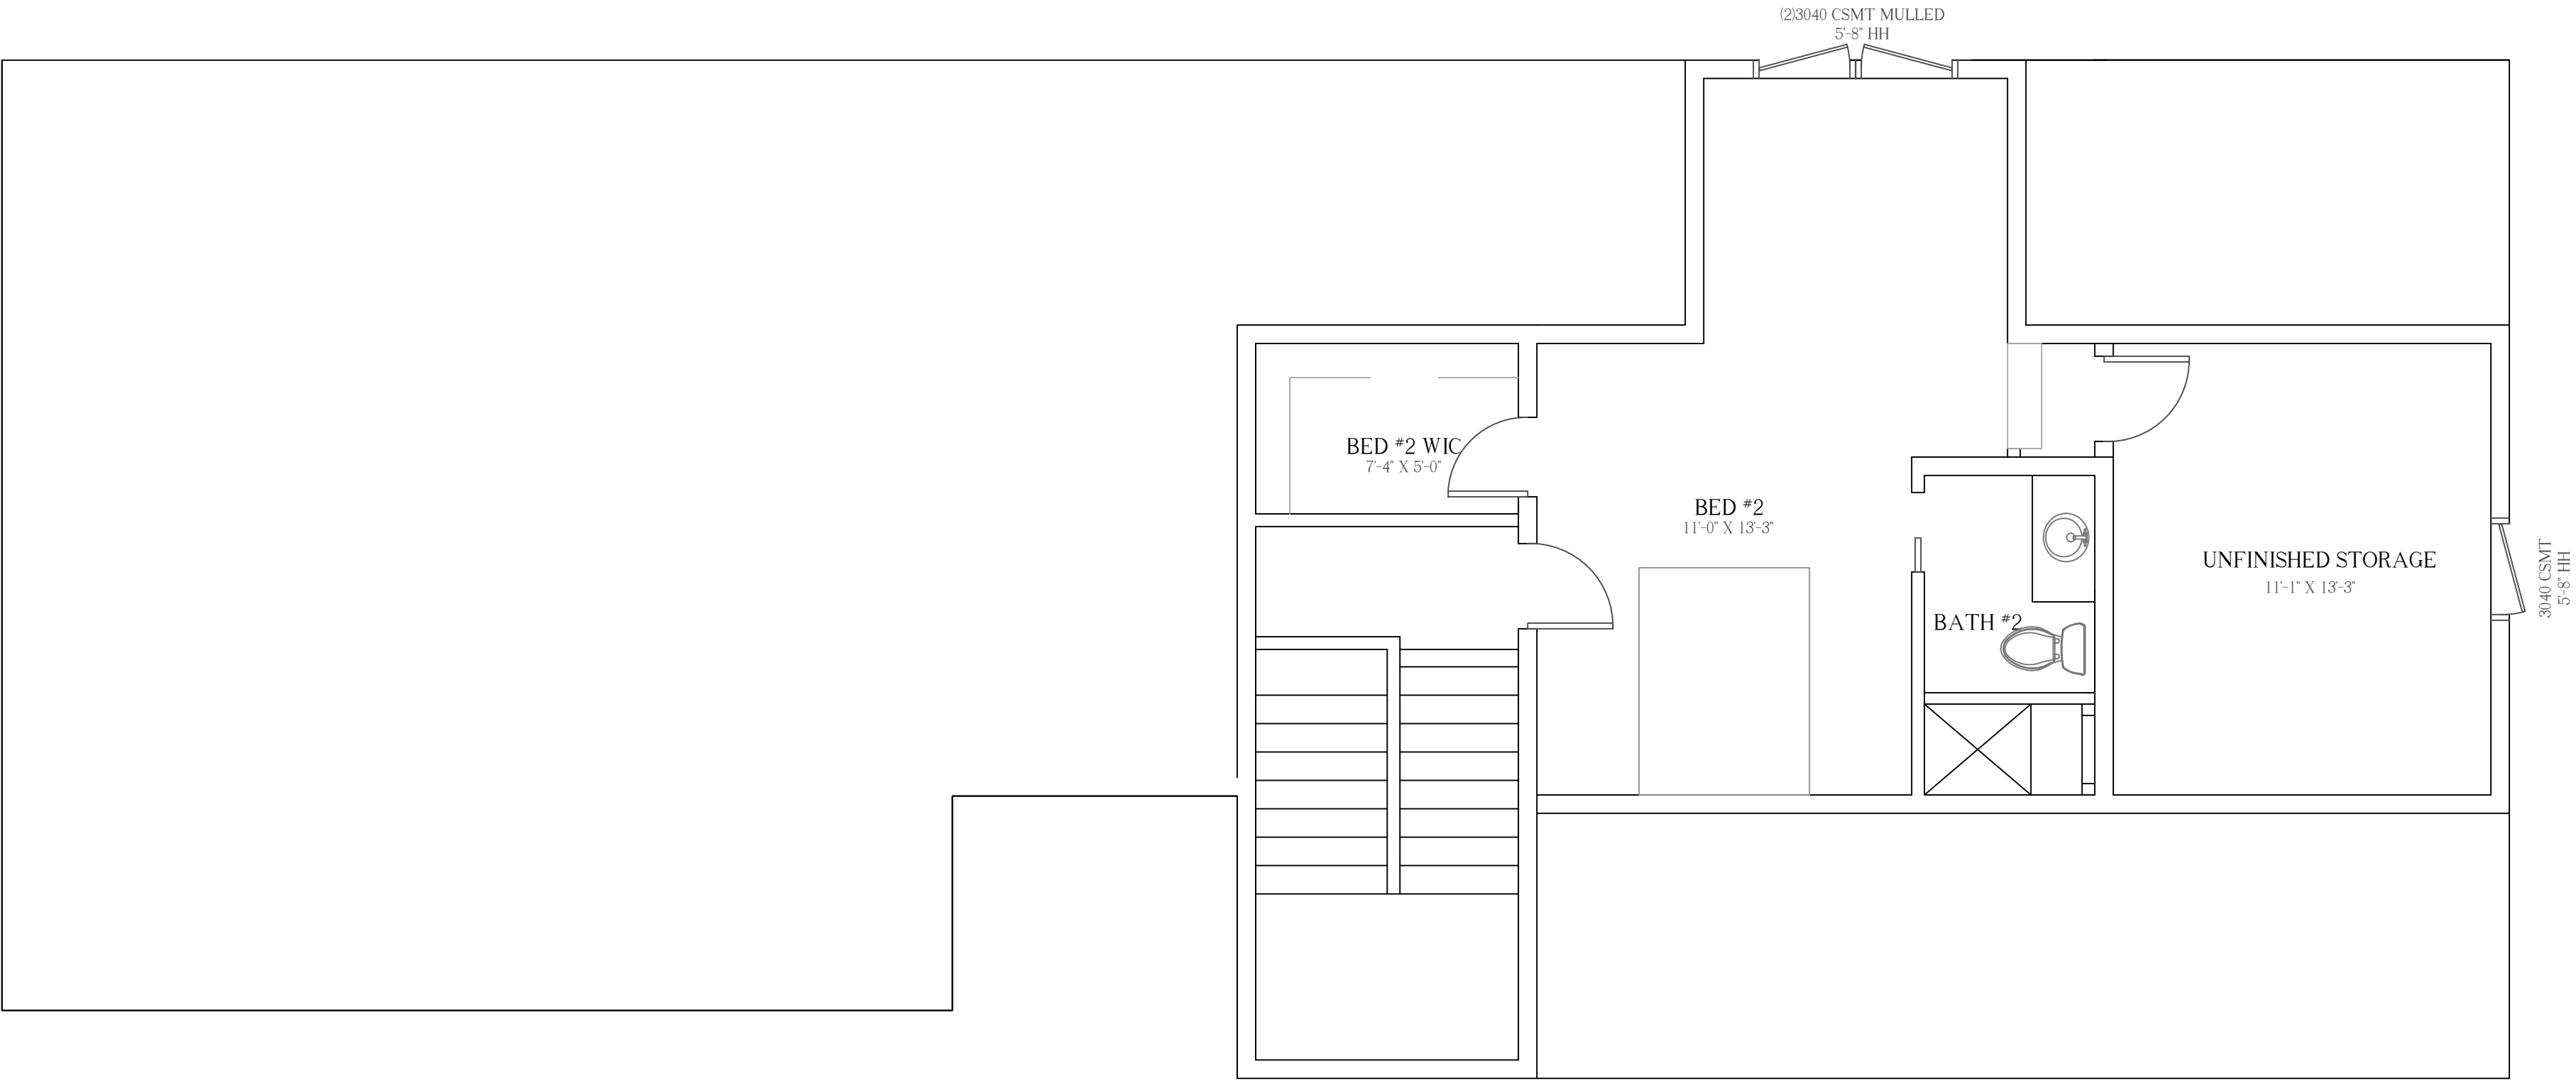 (2)3040 CSMT MULLED
5'-8" HH
BED #2 WIC
7'-4" X 5'-0"
BED #2
11'-0" X 13'-3"
UNFINISHED STORAGE
11'-1" X 13'-3"
3040 CSMT
5'-8" HH
BATH #2